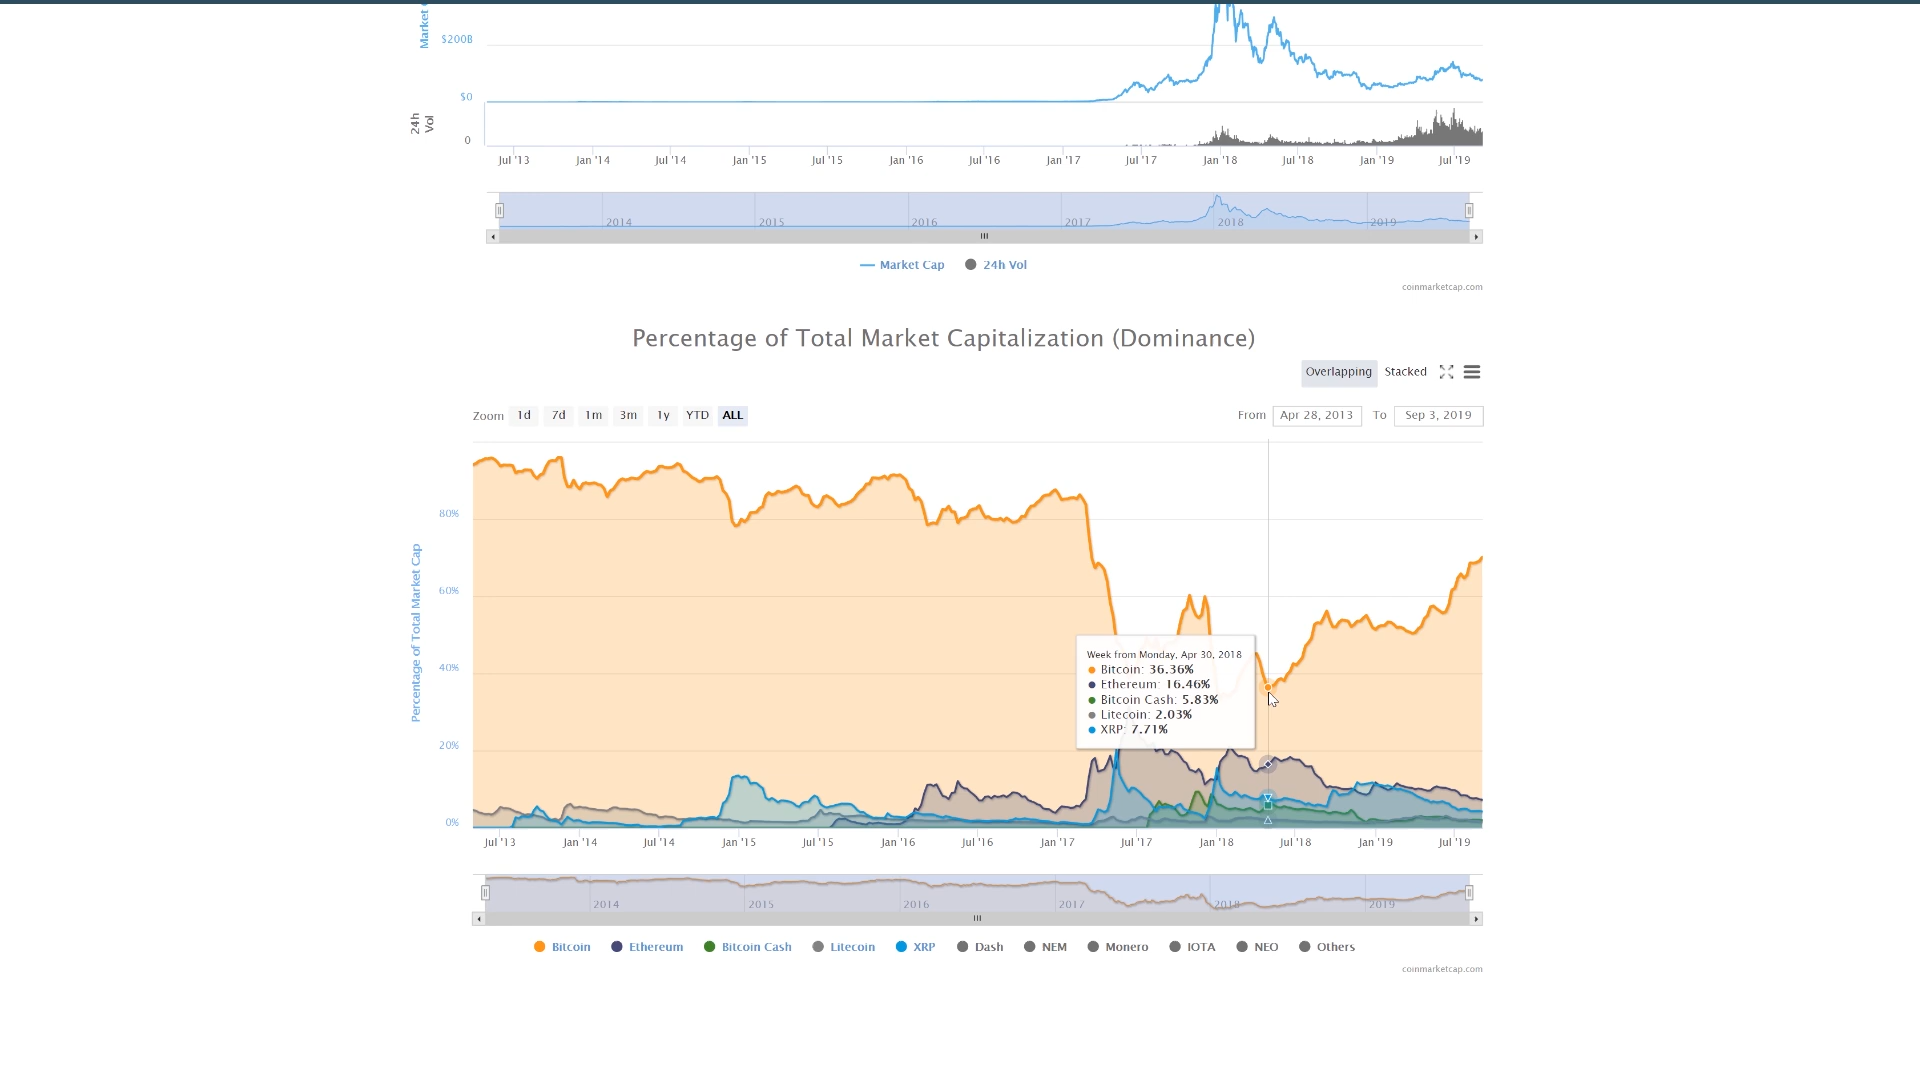 Market
$200B
$0
24h
Vol
0
Jul '13 Jan '14 Jul '14 Jan '15 Jul '15 Jan '16 Jul '16 Jan '17 Jul '17 Jan '18 Jul '18 Jan '19 Jul '19
2014 2015 2016 2017 2018 2019
Market Cap 24h Vol
coinmarketcap.com
Percentage of Total Market Capitalization (Dominance)
Overlapping Stacked
Zoom 1d 7d 1m 3m 1y YTD ALL
From Apr 28, 2013 To Sep 3, 2019
Percentage of Total Market Cap
80%
60%
40%
20%
0%
Week from Monday, Apr 30, 2018
Bitcoin: 36.36%
Ethereum: 16.46%
Bitcoin Cash: 5.83%
Litecoin: 2.03%
XRP: 7.71%
Jul '13 Jan '14 Jul '14 Jan '15 Jul '15 Jan '16 Jul '16 Jan '17 Jul '17 Jan '18 Jul '18 Jan '19 Jul '19
2014 2015 2016 2017 2018 2019
Bitcoin Ethereum Bitcoin Cash Litecoin XRP Dash NEM Monero IOTA NEO Others
coinmarketcap.com